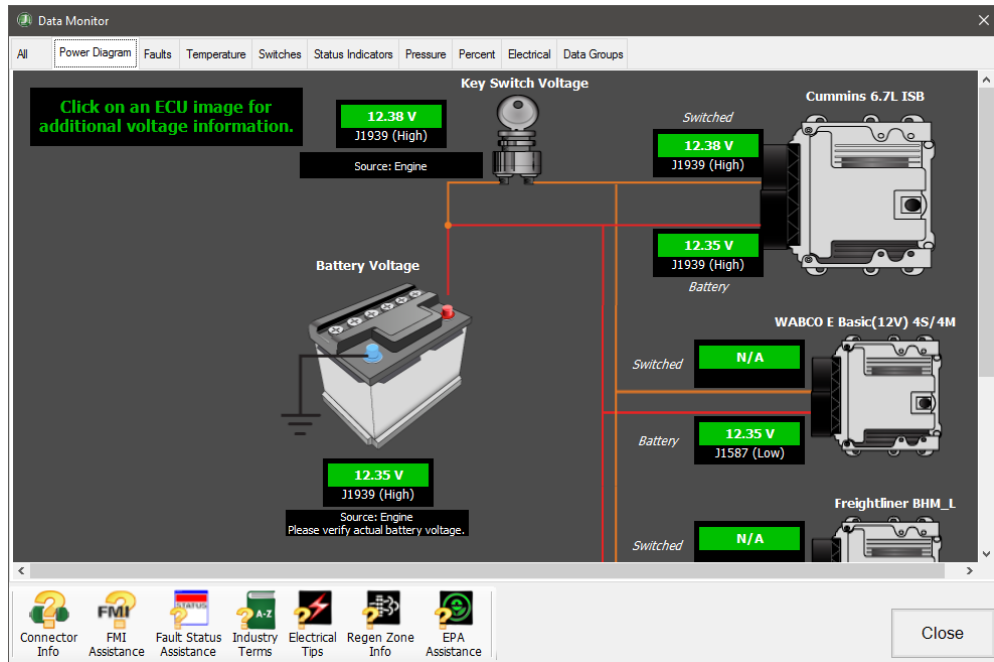 Data Monitor
All Power Diagram Faults Temperature Switches Status Indicators Pressure Percent Electrical Data Groups
Click on an ECU image for
additional voltage information.
Key Switch Voltage
12.38 V
J1939 (High)
Source: Engine
Cummins 6.7L ISB
Switched
12.38 V
J1939 (High)
12.35 V
J1939 (High)
Battery
Battery Voltage
12.35 V
J1939 (High)
Source: Engine
Please verify actual battery voltage.
WABCO E Basic(12V) 4S/4M
Switched
N/A
Battery
12.35 V
J1587 (Low)
Freightliner BHM_L
Switched
N/A
Connector
Info
FMI
FMI
Assistance
STATUS
Fault Status
Assistance
A-Z
Industry
Terms
Electrical
Tips
Regen Zone
Info
EPA
Assistance
Close